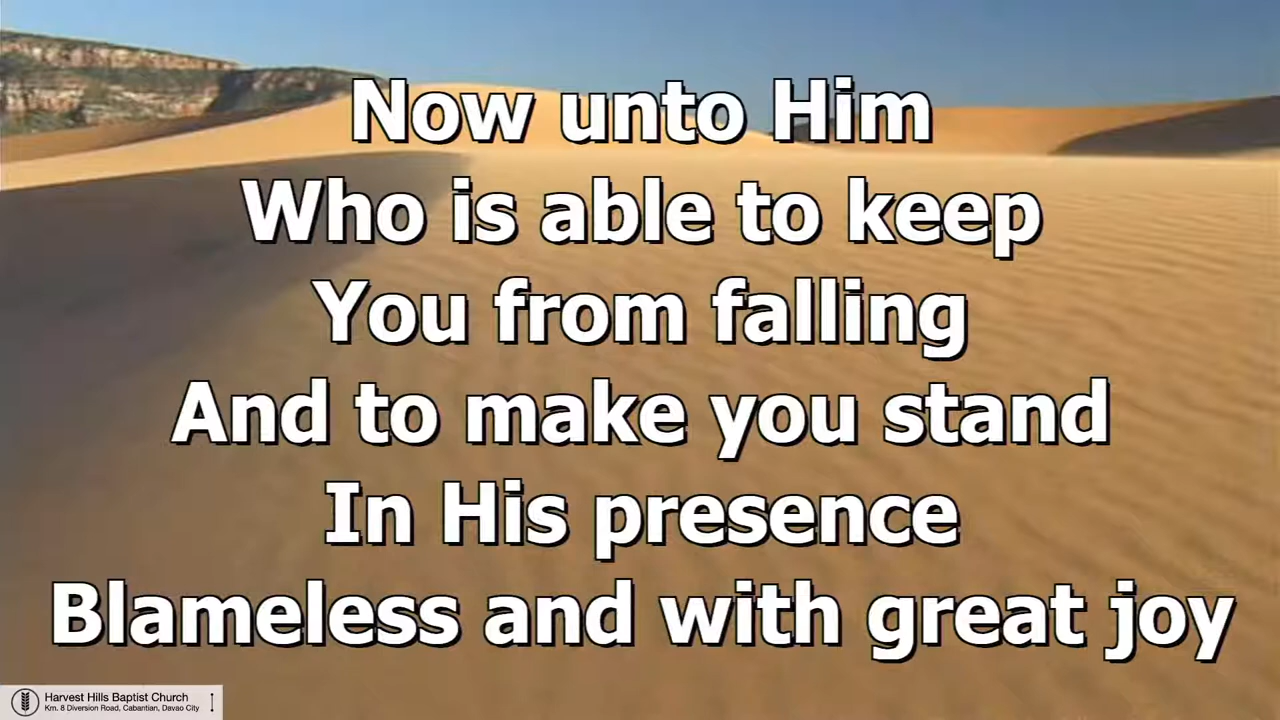 Now unto Him
Who is able to keep
You from falling
And to make you stand
In His presence
Blameless and with great joy
Harvest Hills Baptist Church
Km. 8 Diversion Road, Cabantian, Davao City